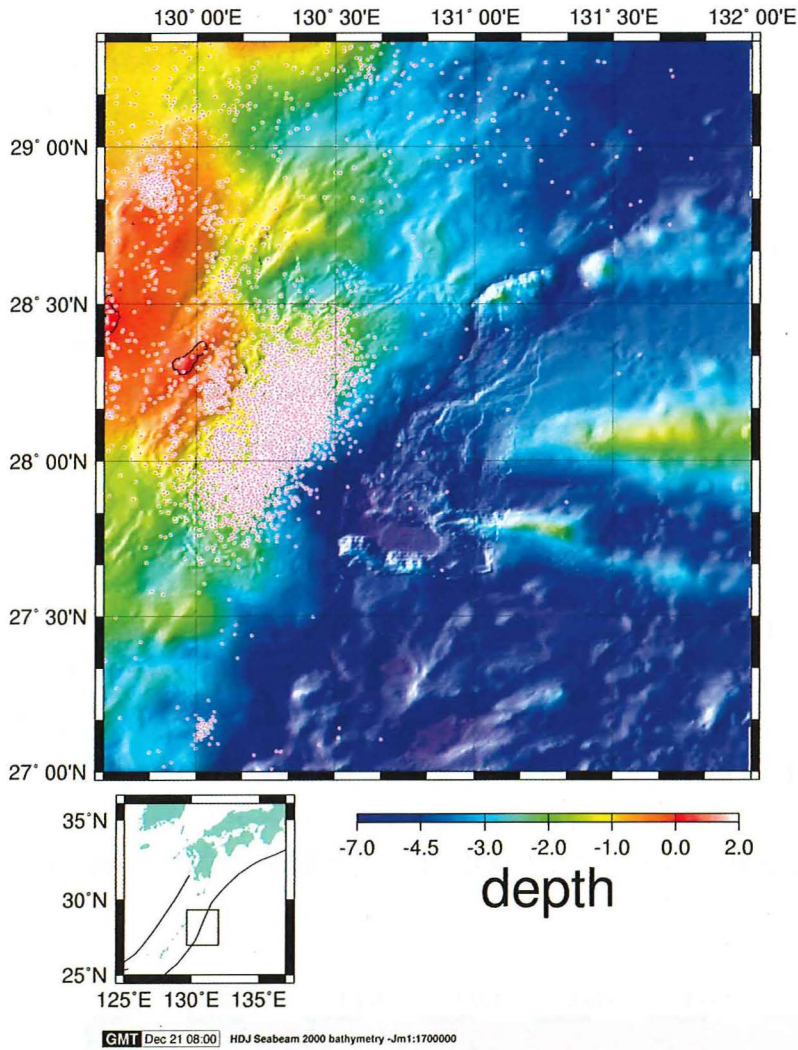 130° 00'E 130° 30'E 131° 00'E 131° 30'E 132° 00'E
29° 00'N
28° 30'N
28° 00'N
27° 30'N
27° 00'N
35°N
30°N
25°N
125°E 130°E 135°E
-7.0 -4.5 -3.0 -2.0 -1.0 0.0 2.0
depth
GMT Dec 21 08:00 HDJ Seabeam 2000 bathymetry -Jm1:1700000